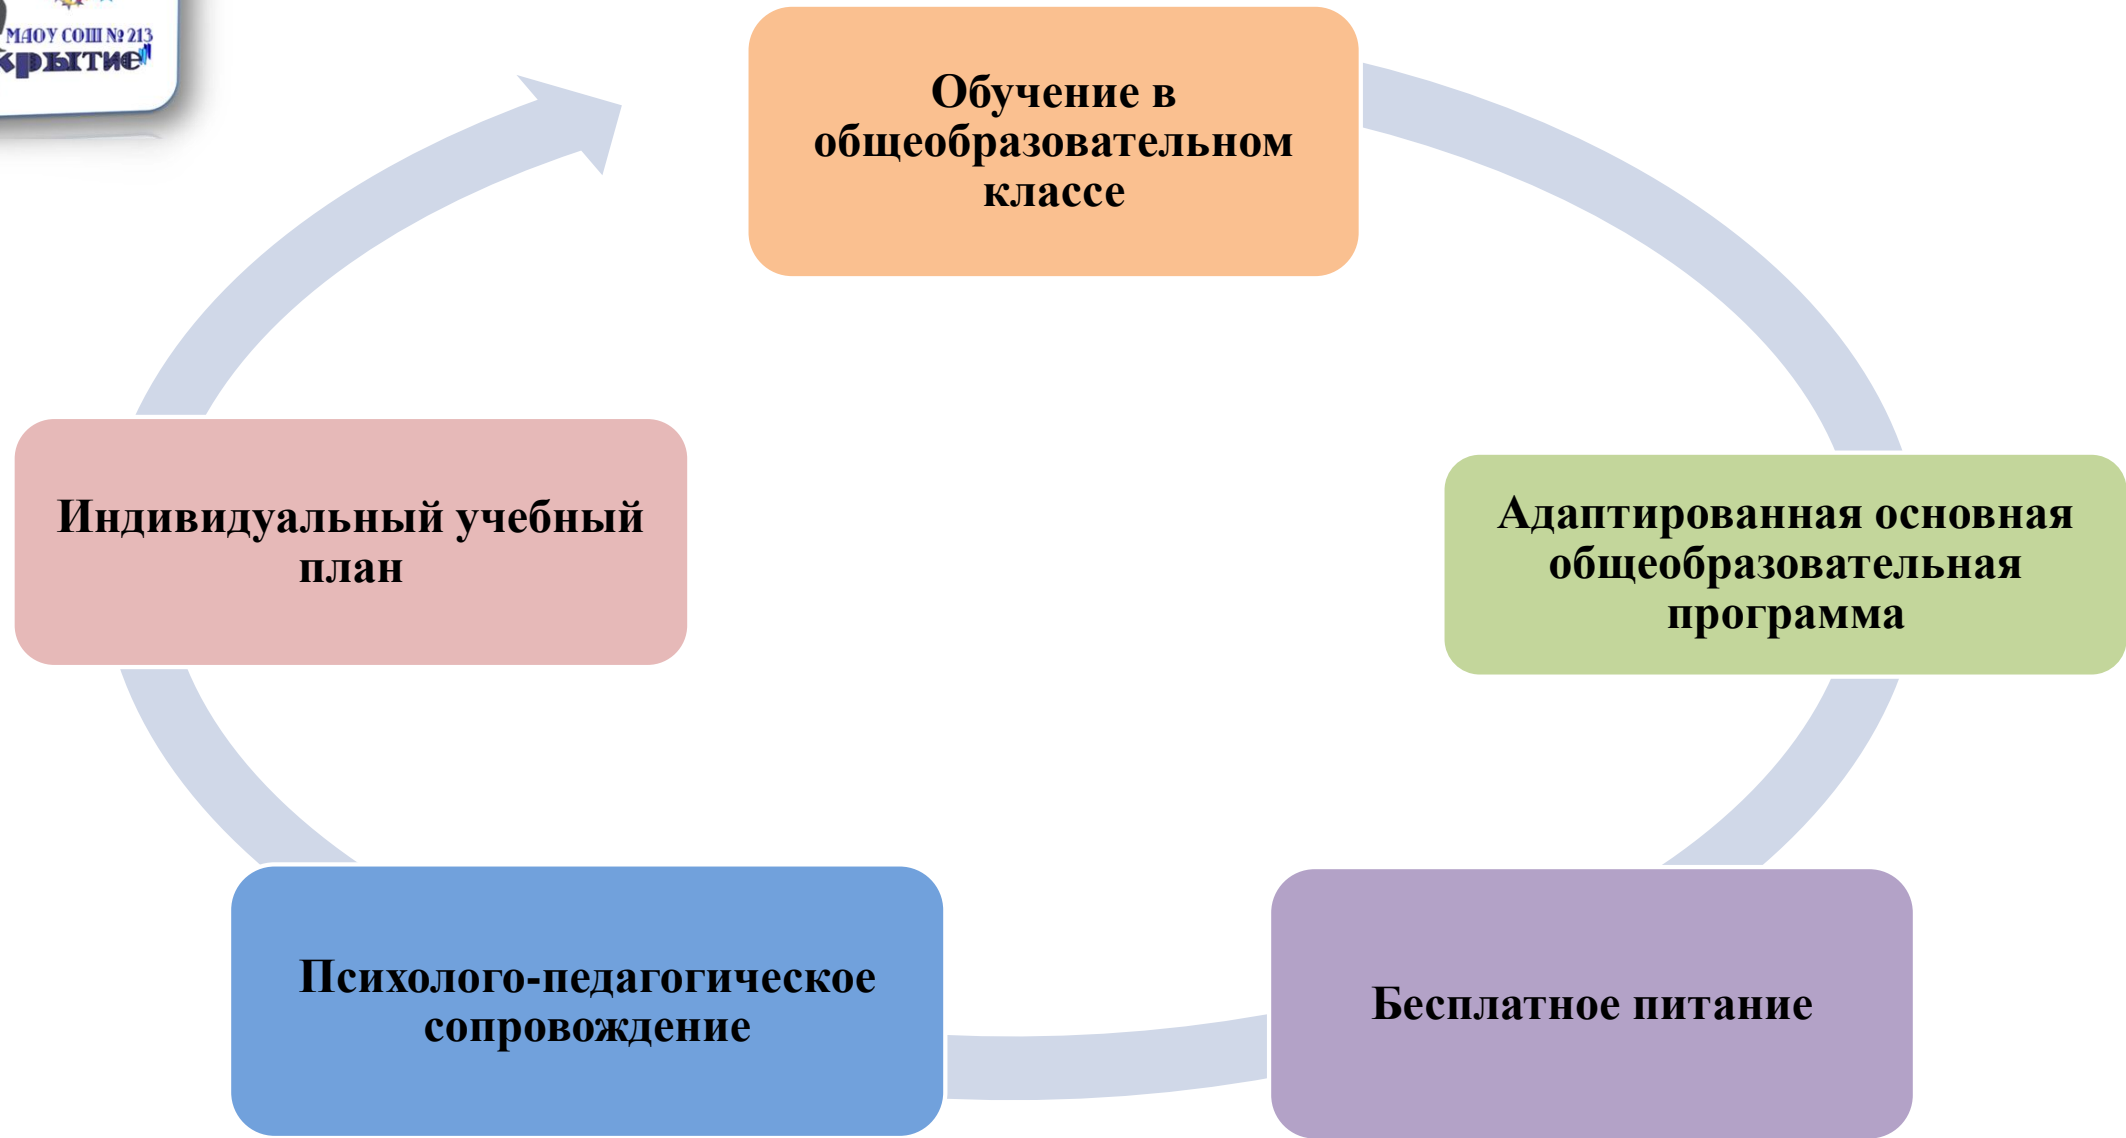 МАОУ СОШ № 213
Обучение в
общеобразовательном
классе
Индивидуальный учебный
план
Адаптированная основная
общеобразовательная
программа
Психолого-педагогическое
сопровождение
Бесплатное питание